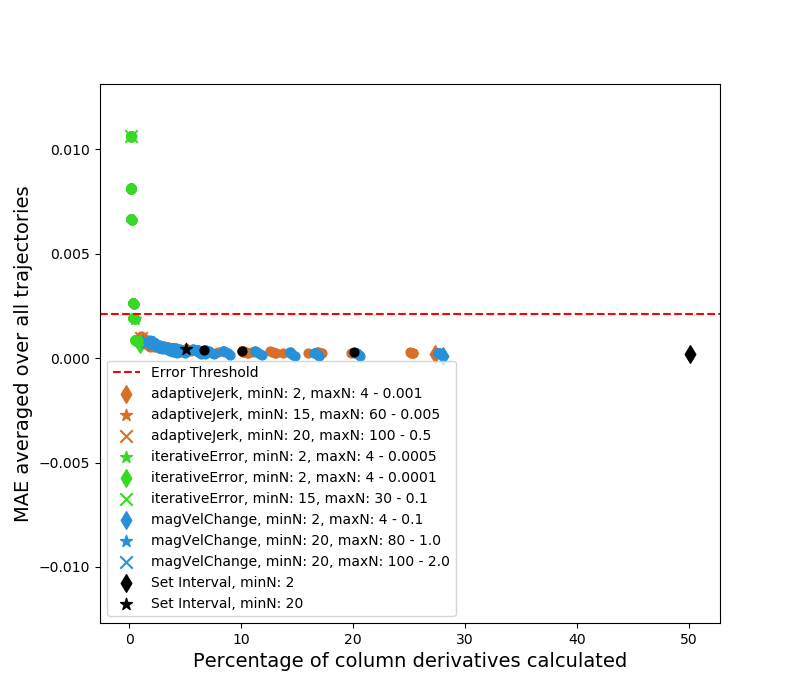 MAE averaged over all trajectories
0.010
0.005
0.000
−0.005
−0.010
Error Threshold
adaptiveJerk, minN: 2, maxN: 4 - 0.001
adaptiveJerk, minN: 15, maxN: 60 - 0.005
adaptiveJerk, minN: 20, maxN: 100 - 0.5
iterativeError, minN: 2, maxN: 4 - 0.0005
iterativeError, minN: 2, maxN: 4 - 0.0001
iterativeError, minN: 15, maxN: 30 - 0.1
magVelChange, minN: 2, maxN: 4 - 0.1
magVelChange, minN: 20, maxN: 80 - 1.0
magVelChange, minN: 20, maxN: 100 - 2.0
Set Interval, minN: 2
Set Interval, minN: 20
0 10 20 30 40 50
Percentage of column derivatives calculated